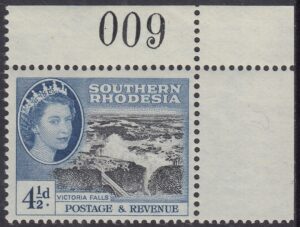 009
SOUTHERN
RHODESIA
VICTORIA FALLS
4½d.
POSTAGE & REVENUE